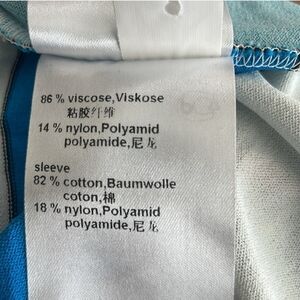 86 % viscose,Viskose
粘胶纤维
14 % nylon,Polyamid
polyamide,尼龙
sleeve
82 % cotton,Baumwolle
coton,棉
18 % nylon,Polyamid
polyamide,尼龙